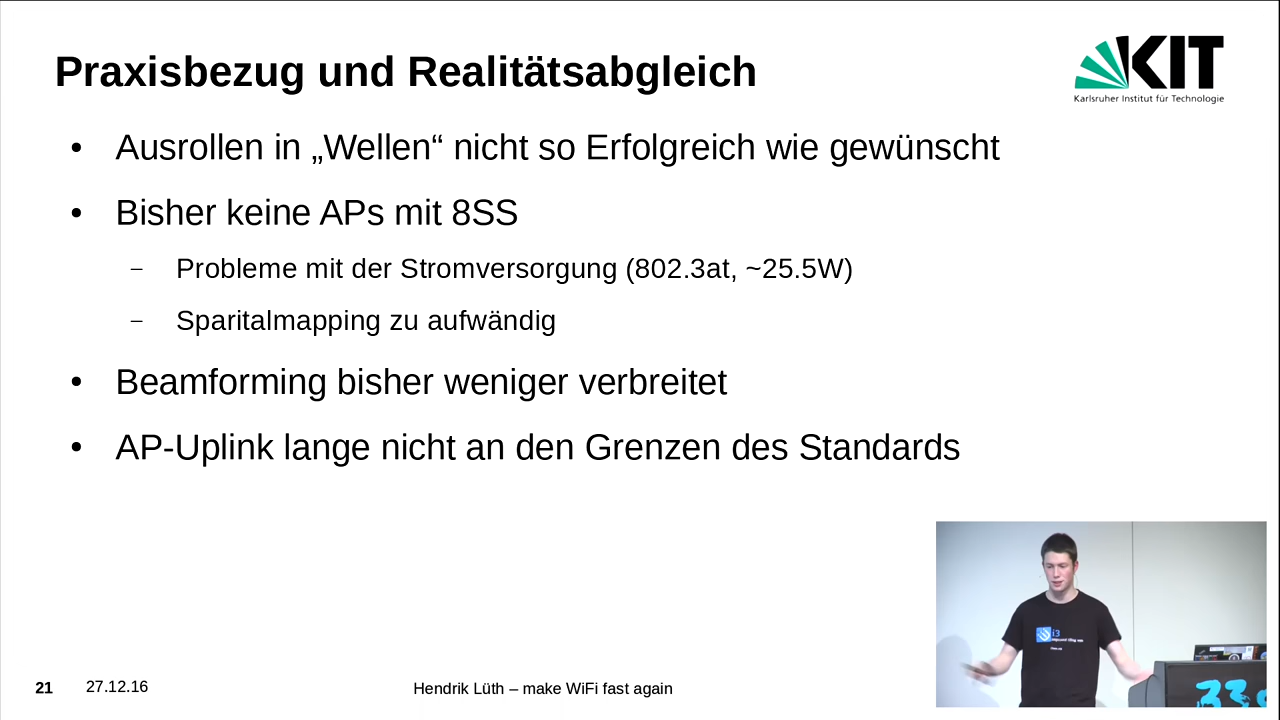 Praxisbezug und Realitätsabgleich
KIT
Karlsruher Institut für Technologie
• Ausrollen in „Wellen“ nicht so Erfolgreich wie gewünscht
• Bisher keine APs mit 8SS
– Probleme mit der Stromversorgung (802.3at, ~25.5W)
– Sparitalmapping zu aufwändig
• Beamforming bisher weniger verbreitet
• AP-Uplink lange nicht an den Grenzen des Standards
i3
33
21 27.12.16 Hendrik Lüth – make WiFi fast again